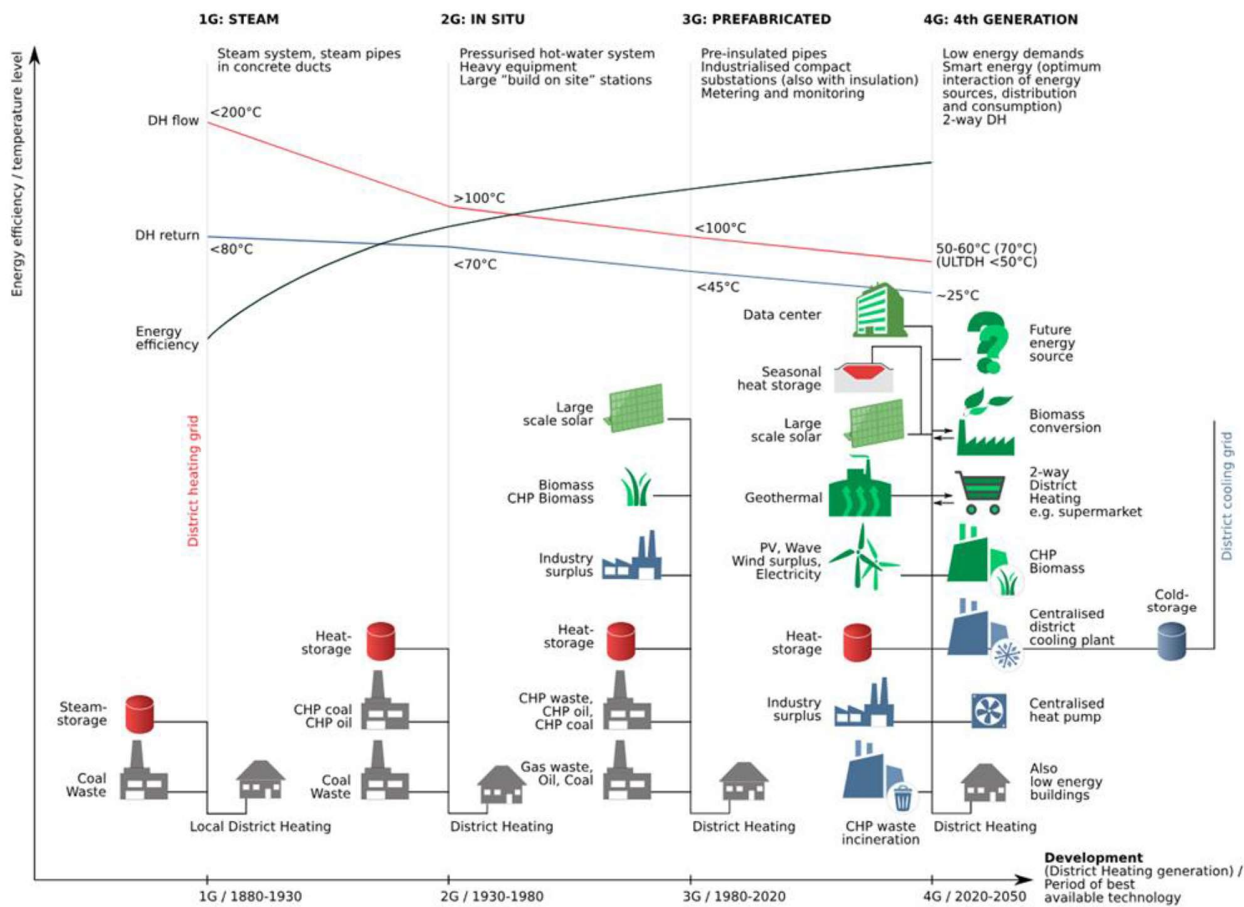 1G: STEAM
Steam system, steam pipes
in concrete ducts
2G: IN SITU
Pressurised hot-water system
Heavy equipment
Large "build on site" stations
3G: PREFABRICATED
Pre-insulated pipes
Industrialised compact
substations (also with insulation)
Metering and monitoring
4G: 4th GENERATION
Low energy demands
Smart energy (optimum
interaction of energy
sources, distribution
and consumption)
2-way DH
Energy efficiency / temperature level
DH flow
<200°C
>100°C
<100°C
50-60°C (70°C)
(ULTDH <50°C)
DH return
<80°C
<70°C
<45°C
~25°C
Energy
efficiency
District heating grid
Steam-
storage
Coal
Waste
Local District Heating
Heat-
storage
CHP coal
CHP oil
Coal
Waste
District Heating
Large
scale solar
Biomass
CHP Biomass
Industry
surplus
Heat-
storage
CHP waste,
CHP oil,
CHP coal
Gas waste,
Oil, Coal
District Heating
Data center
Seasonal
heat storage
Large
scale solar
Geothermal
PV, Wave
Wind surplus,
Electricity
Heat-
storage
Industry
surplus
CHP waste
incineration
Future
energy
source
Biomass
conversion
2-way
District
Heating
e.g. supermarket
CHP
Biomass
Centralised
district
cooling plant
Centralised
heat pump
Also
low energy
buildings
District Heating
Cold-
storage
District cooling grid
1G / 1880-1930
2G / 1930-1980
3G / 1980-2020
4G / 2020-2050
Development
(District Heating generation) /
Period of best
available technology